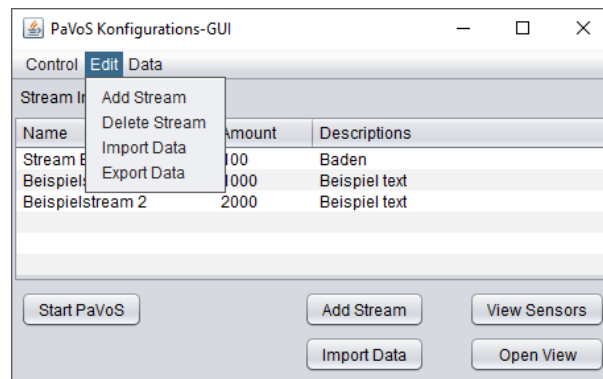 PaVoS Konfigurations-GUI
Control Edit Data
Stream
Add Stream
Delete Stream
Import Data
Export Data
Name Amount Descriptions
Stream 100 Baden
1000 Beispiel text
Beispielstream 2 2000 Beispiel text
Start PaVoS Add Stream View Sensors
Import Data Open View